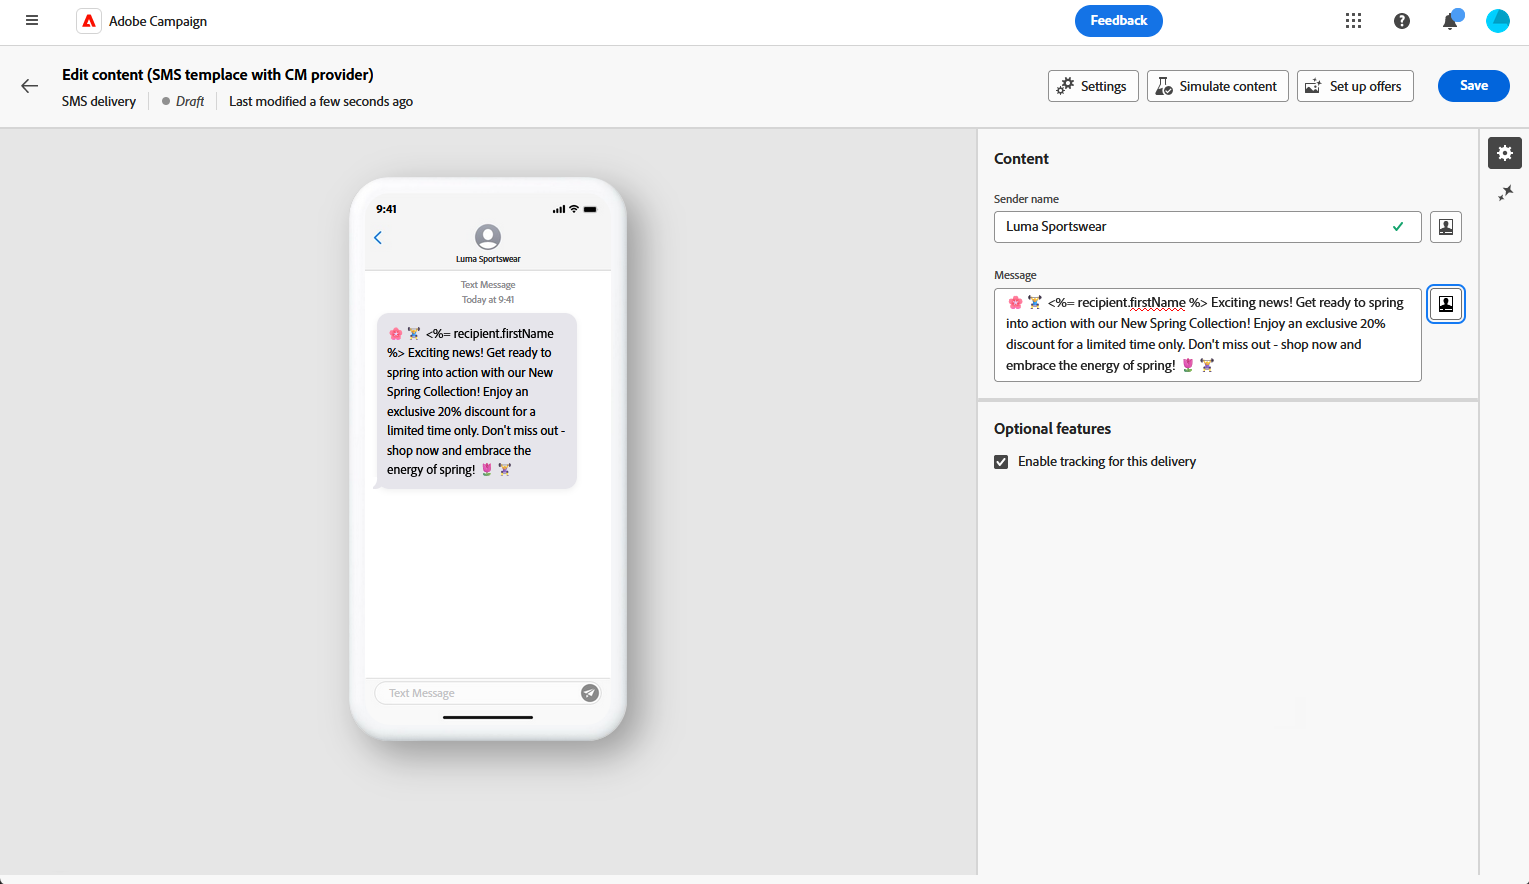 Adobe Campaign
Feedback
Edit content (SMS templace with CM provider)
SMS delivery
Draft
Last modified a few seconds ago
Settings
Simulate content
Set up offers
Save
9:41
Luma Sportswear
Text Message
Today at 9:41
🌸 🏋️ <%= recipient.firstName
%> Exciting news! Get ready to
spring into action with our New
Spring Collection! Enjoy an
exclusive 20% discount for a
limited time only. Don't miss out -
shop now and embrace the
energy of spring! 🌷 🏋️‍♀️
Text Message
Content
Sender name
Luma Sportswear
Message
🌸 🏋️ <%= recipient.firstName %> Exciting news! Get ready to spring
into action with our New Spring Collection! Enjoy an exclusive 20%
discount for a limited time only. Don't miss out - shop now and
embrace the energy of spring! 🌷 🏋️‍♀️
Optional features
Enable tracking for this delivery